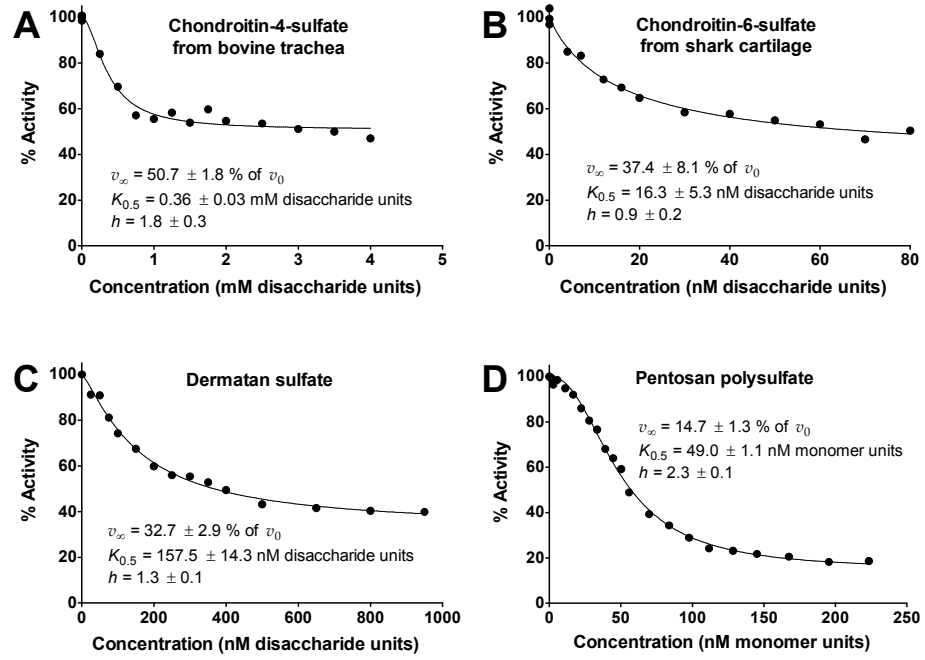 A
Chondroitin-4-sulfate
from bovine trachea
% Activity
100
80
60
40
20
0
v∞ = 50.7 ± 1.8 % of v0
K0.5 = 0.36 ± 0.03 mM disaccharide units
h = 1.8 ± 0.3
0 1 2 3 4 5
Concentration (mM disaccharide units)
B
Chondroitin-6-sulfate
from shark cartilage
% Activity
100
80
60
40
20
0
v∞ = 37.4 ± 8.1 % of v0
K0.5 = 16.3 ± 5.3 nM disaccharide units
h = 0.9 ± 0.2
0 20 40 60 80
Concentration (nM disaccharide units)
C
Dermatan sulfate
% Activity
100
80
60
40
20
0
v∞ = 32.7 ± 2.9 % of v0
K0.5 = 157.5 ± 14.3 nM disaccharide units
h = 1.3 ± 0.1
0 200 400 600 800 1000
Concentration (nM disaccharide units)
D
Pentosan polysulfate
% Activity
100
80
60
40
20
0
v∞ = 14.7 ± 1.3 % of v0
K0.5 = 49.0 ± 1.1 nM monomer units
h = 2.3 ± 0.1
0 50 100 150 200 250
Concentration (nM monomer units)